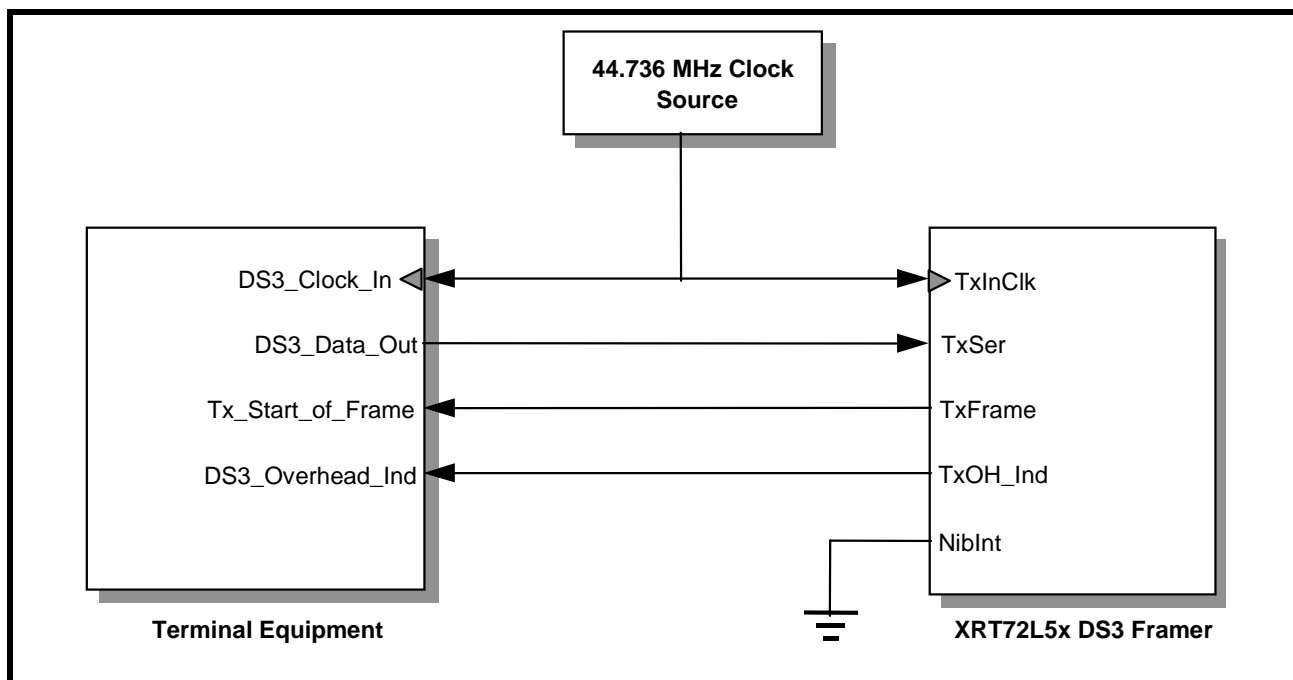 44.736 MHz Clock
Source
DS3_Clock_In
TxInClk
DS3_Data_Out
TxSer
Tx_Start_of_Frame
TxFrame
DS3_Overhead_Ind
TxOH_Ind
NibInt
Terminal Equipment
XRT72L5x DS3 Framer